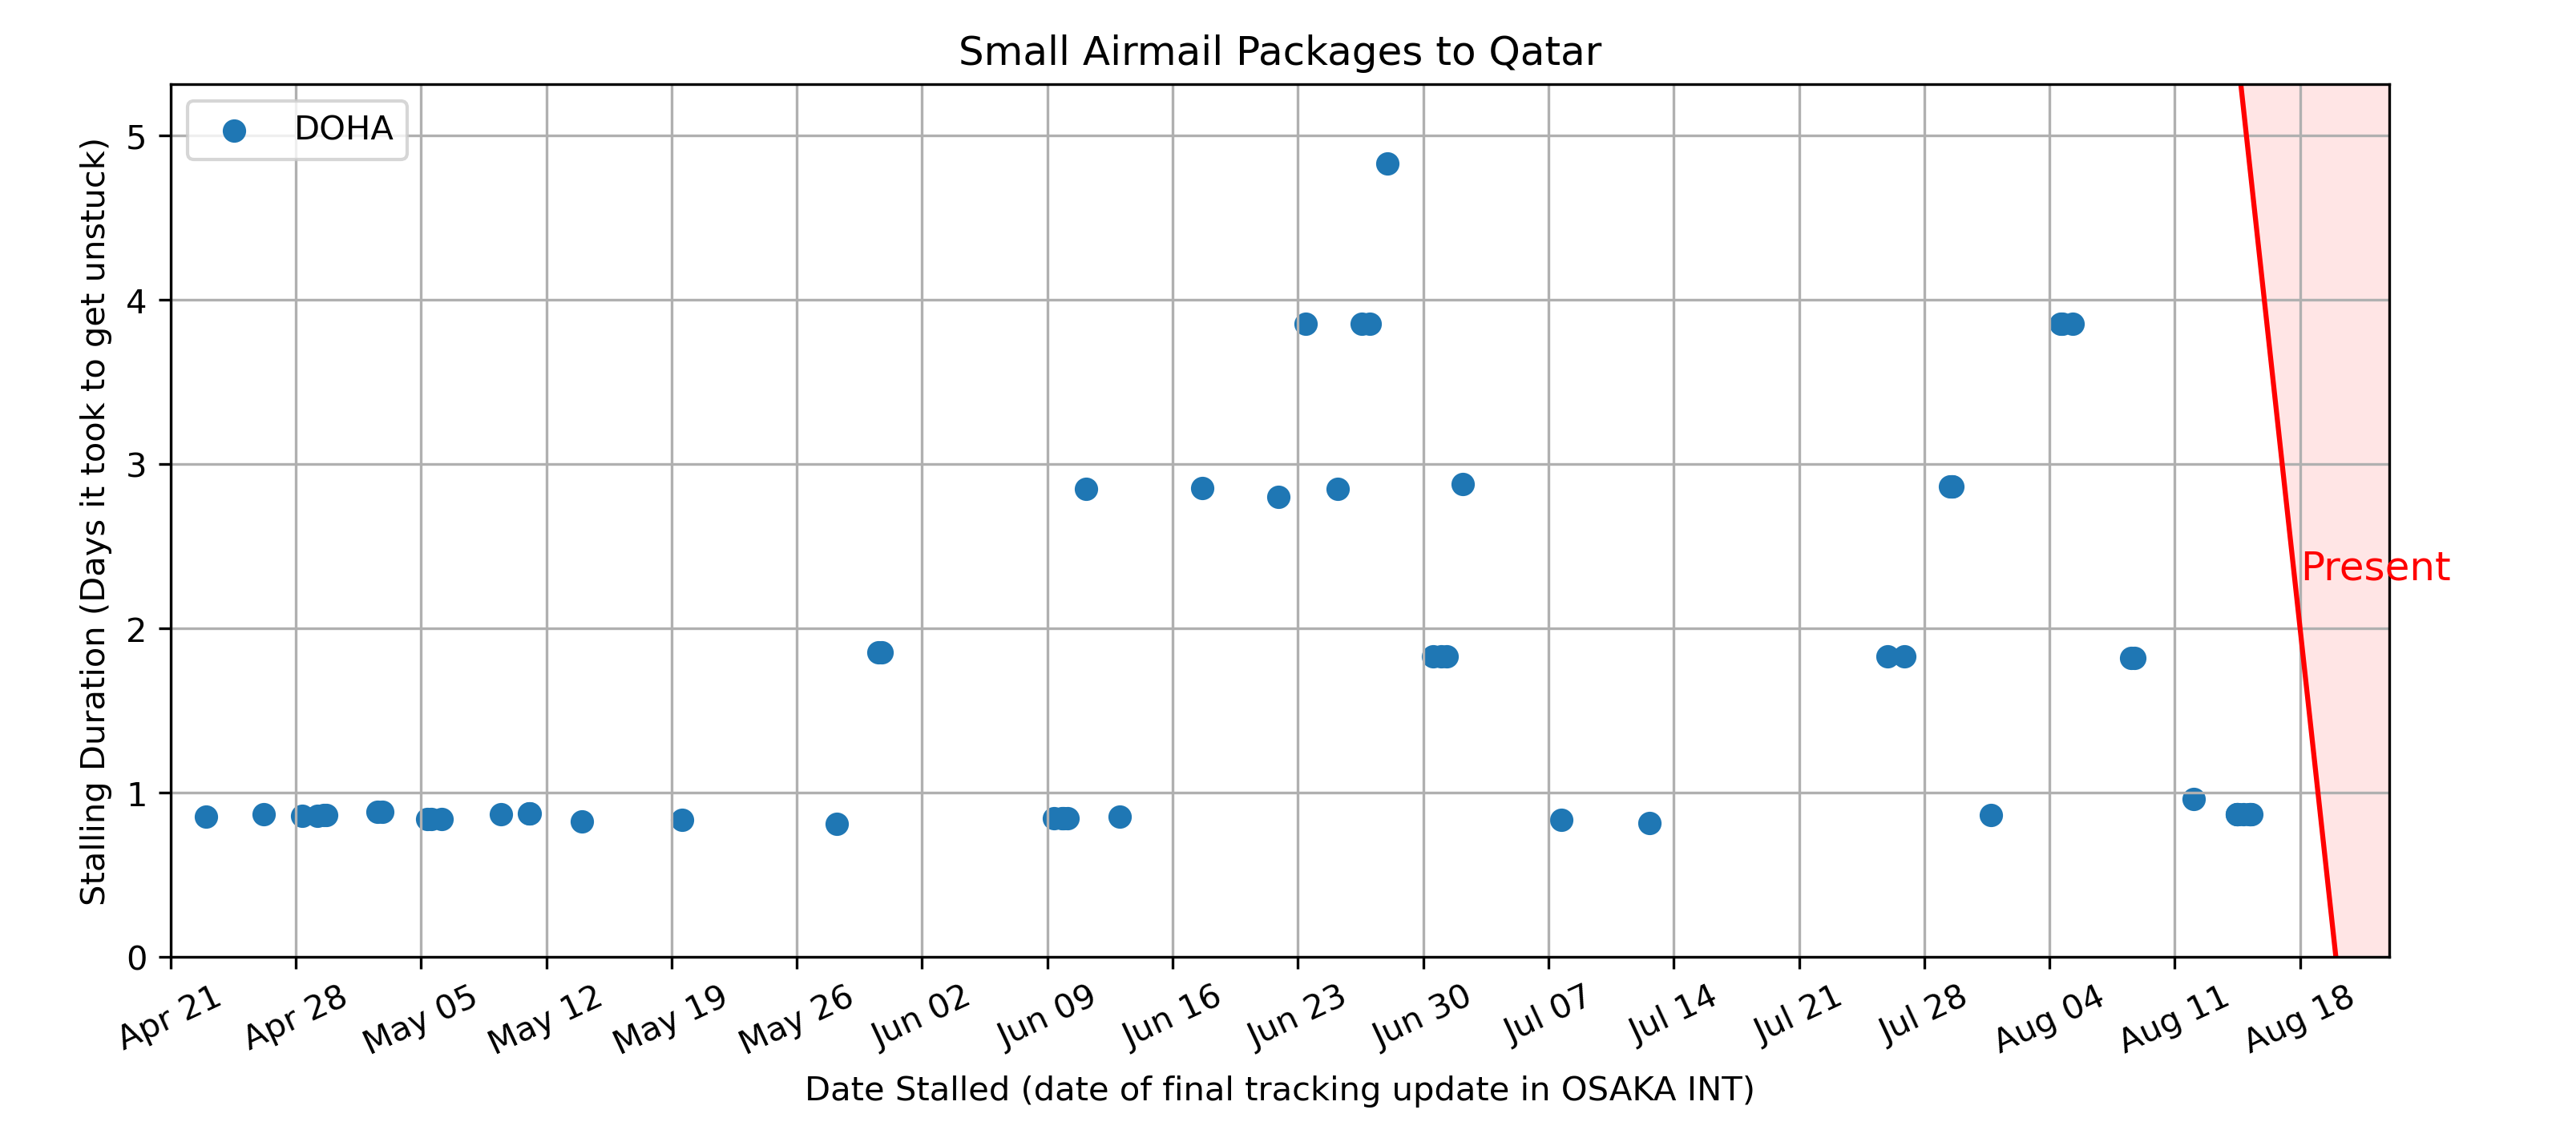 Small Airmail Packages to Qatar
DOHA
Stalling Duration (Days it took to get unstuck)
5
4
3
2
1
0
Present
Apr 21
Apr 28
May 05
May 12
May 19
May 26
Jun 02
Jun 09
Jun 16
Jun 23
Jun 30
Jul 07
Jul 14
Jul 21
Jul 28
Aug 04
Aug 11
Aug 18
Date Stalled (date of final tracking update in OSAKA INT)